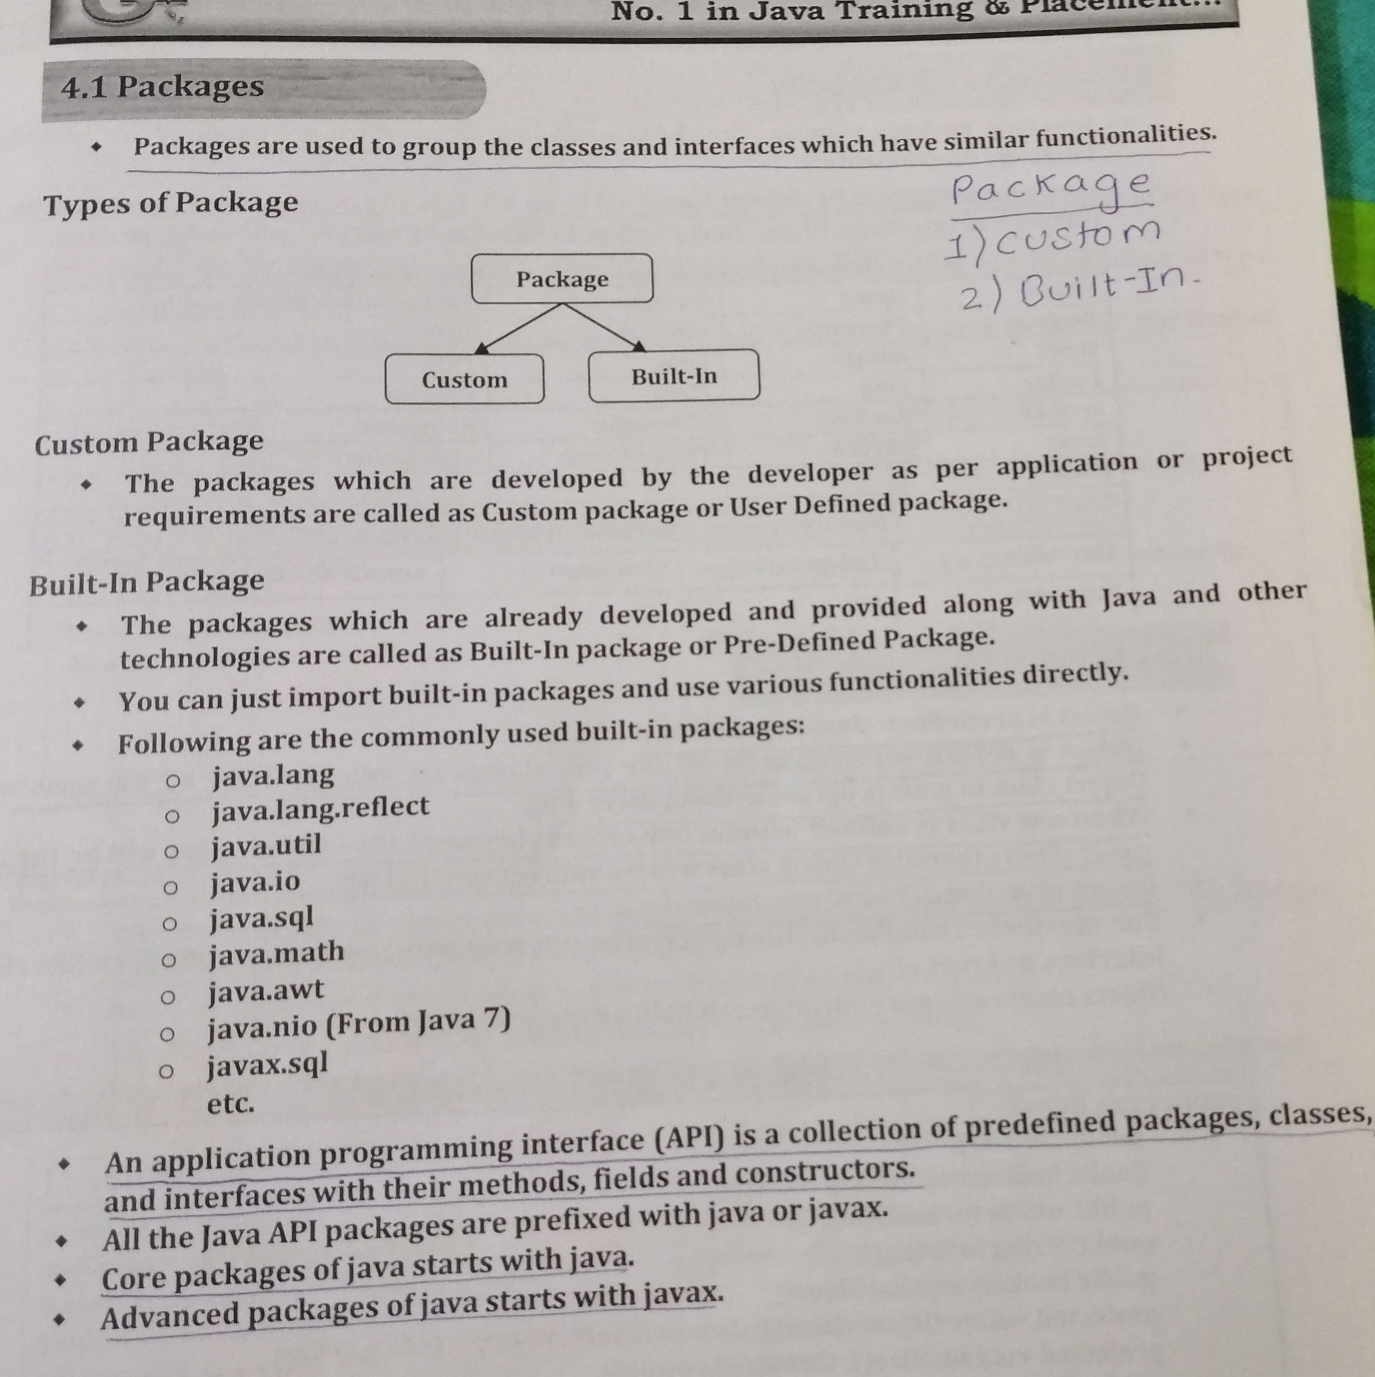 No. 1 in Java Training & Placement...
4.1 Packages
Packages are used to group the classes and interfaces which have similar functionalities.
Types of Package
Package
1) Custom
2) Built-In.
Package
Custom
Built-In
Custom Package
The packages which are developed by the developer as per application or project
requirements are called as Custom package or User Defined package.
Built-In Package
The packages which are already developed and provided along with Java and other
technologies are called as Built-In package or Pre-Defined Package.
You can just import built-in packages and use various functionalities directly.
Following are the commonly used built-in packages:
java.lang
java.lang.reflect
java.util
java.io
java.sql
java.math
java.awt
java.nio (From Java 7)
javax.sql
etc.
An application programming interface (API) is a collection of predefined packages, classes,
and interfaces with their methods, fields and constructors.
All the Java API packages are prefixed with java or javax.
Core packages of java starts with java.
Advanced packages of java starts with javax.